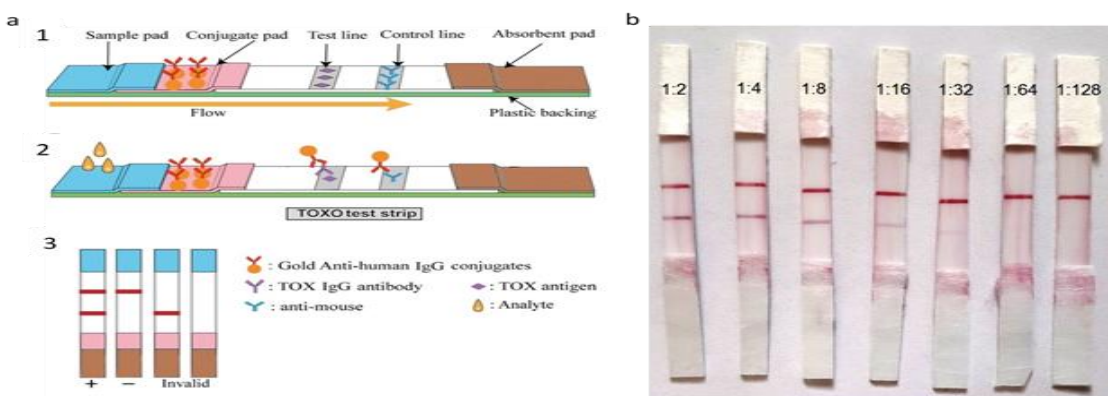 a
1
Sample pad
Conjugate pad
Test line
Control line
Absorbent pad
Flow
Plastic backing
2
TOXO test strip
3
: Gold Anti-human IgG conjugates
: TOX IgG antibody
: TOX antigen
: anti-mouse
: Analyte
+
−
Invalid
b
1:2
1:4
1:8
1:16
1:32
1:64
1:128